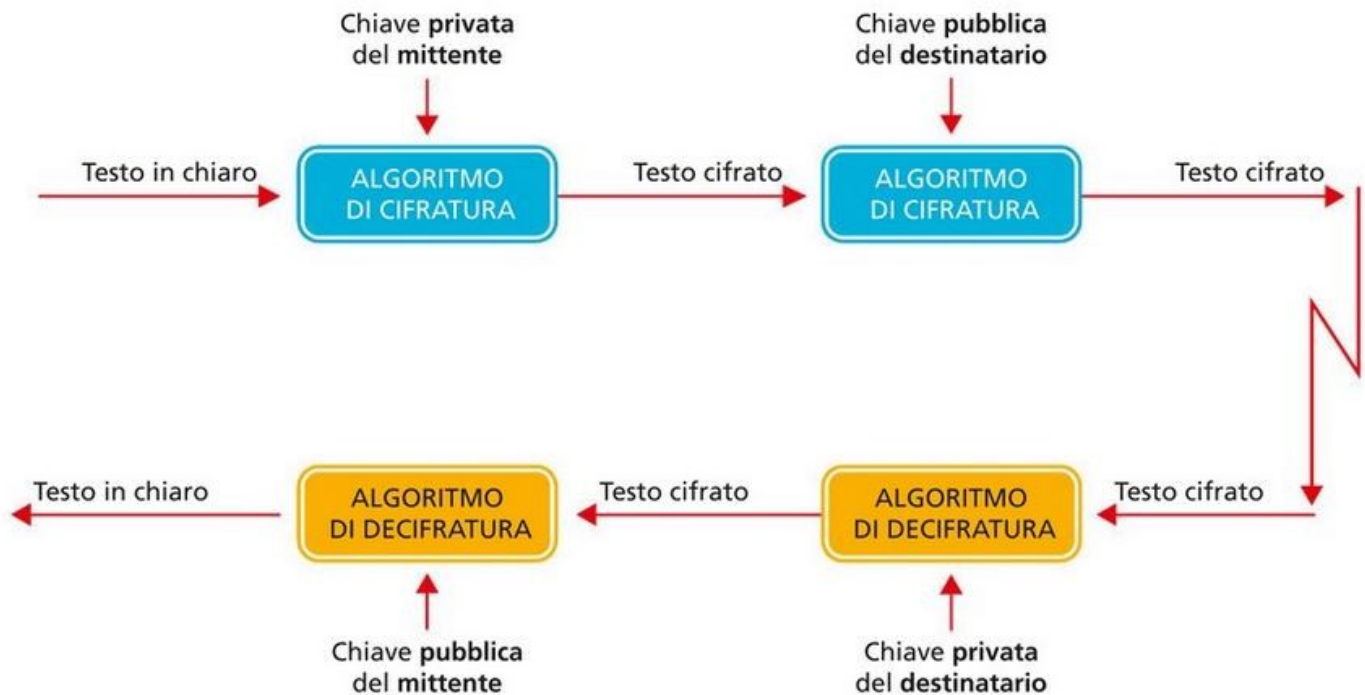 Chiave privata
del mittente
Chiave pubblica
del destinatario
Testo in chiaro
ALGORITMO
DI CIFRATURA
Testo cifrato
ALGORITMO
DI CIFRATURA
Testo cifrato
Testo in chiaro
ALGORITMO
DI DECIFRATURA
Testo cifrato
ALGORITMO
DI DECIFRATURA
Testo cifrato
Chiave pubblica
del mittente
Chiave privata
del destinatario